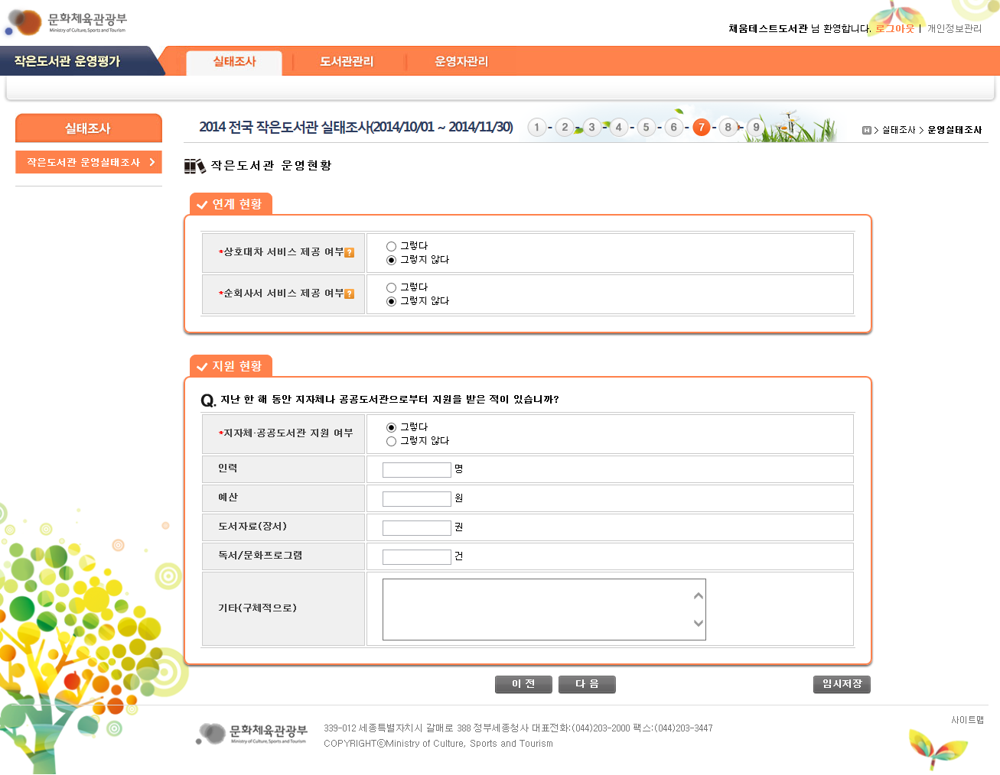 문화체육관광부
Ministry of Culture, Sports and Tourism
채움테스트도서관 님 환영합니다. 로그아웃 | 개인정보관리
작은도서관 운영평가
실태조사
도서관관리
운영자관리
실태조사
작은도서관 운영실태조사
2014 전국 작은도서관 실태조사(2014/10/01 ~ 2014/11/30)
1 - 2 - 3 - 4 - 5 - 6 - 7 - 8 - 9
H > 실태조사 > 운영실태조사
작은도서관 운영현황
연계 현황
*상호대차 서비스 제공 여부?
그렇다
그렇지 않다
*순회사서 서비스 제공 여부?
그렇다
그렇지 않다
지원 현황
Q. 지난 한 해 동안 지자체나 공공도서관으로부터 지원을 받은 적이 있습니까?
*지자체·공공도서관 지원 여부
그렇다
그렇지 않다
인력
명
예산
원
도서자료(장서)
권
독서/문화프로그램
건
기타(구체적으로)
이 전
다 음
임시저장
문화체육관광부
Ministry of Culture, Sports and Tourism
339-012 세종특별자치시 갈매로 388 정부세종청사 대표전화:(044)203-2000 팩스:(044)203-3447
COPYRIGHTⓒMinistry of Culture, Sports and Tourism
사이트맵